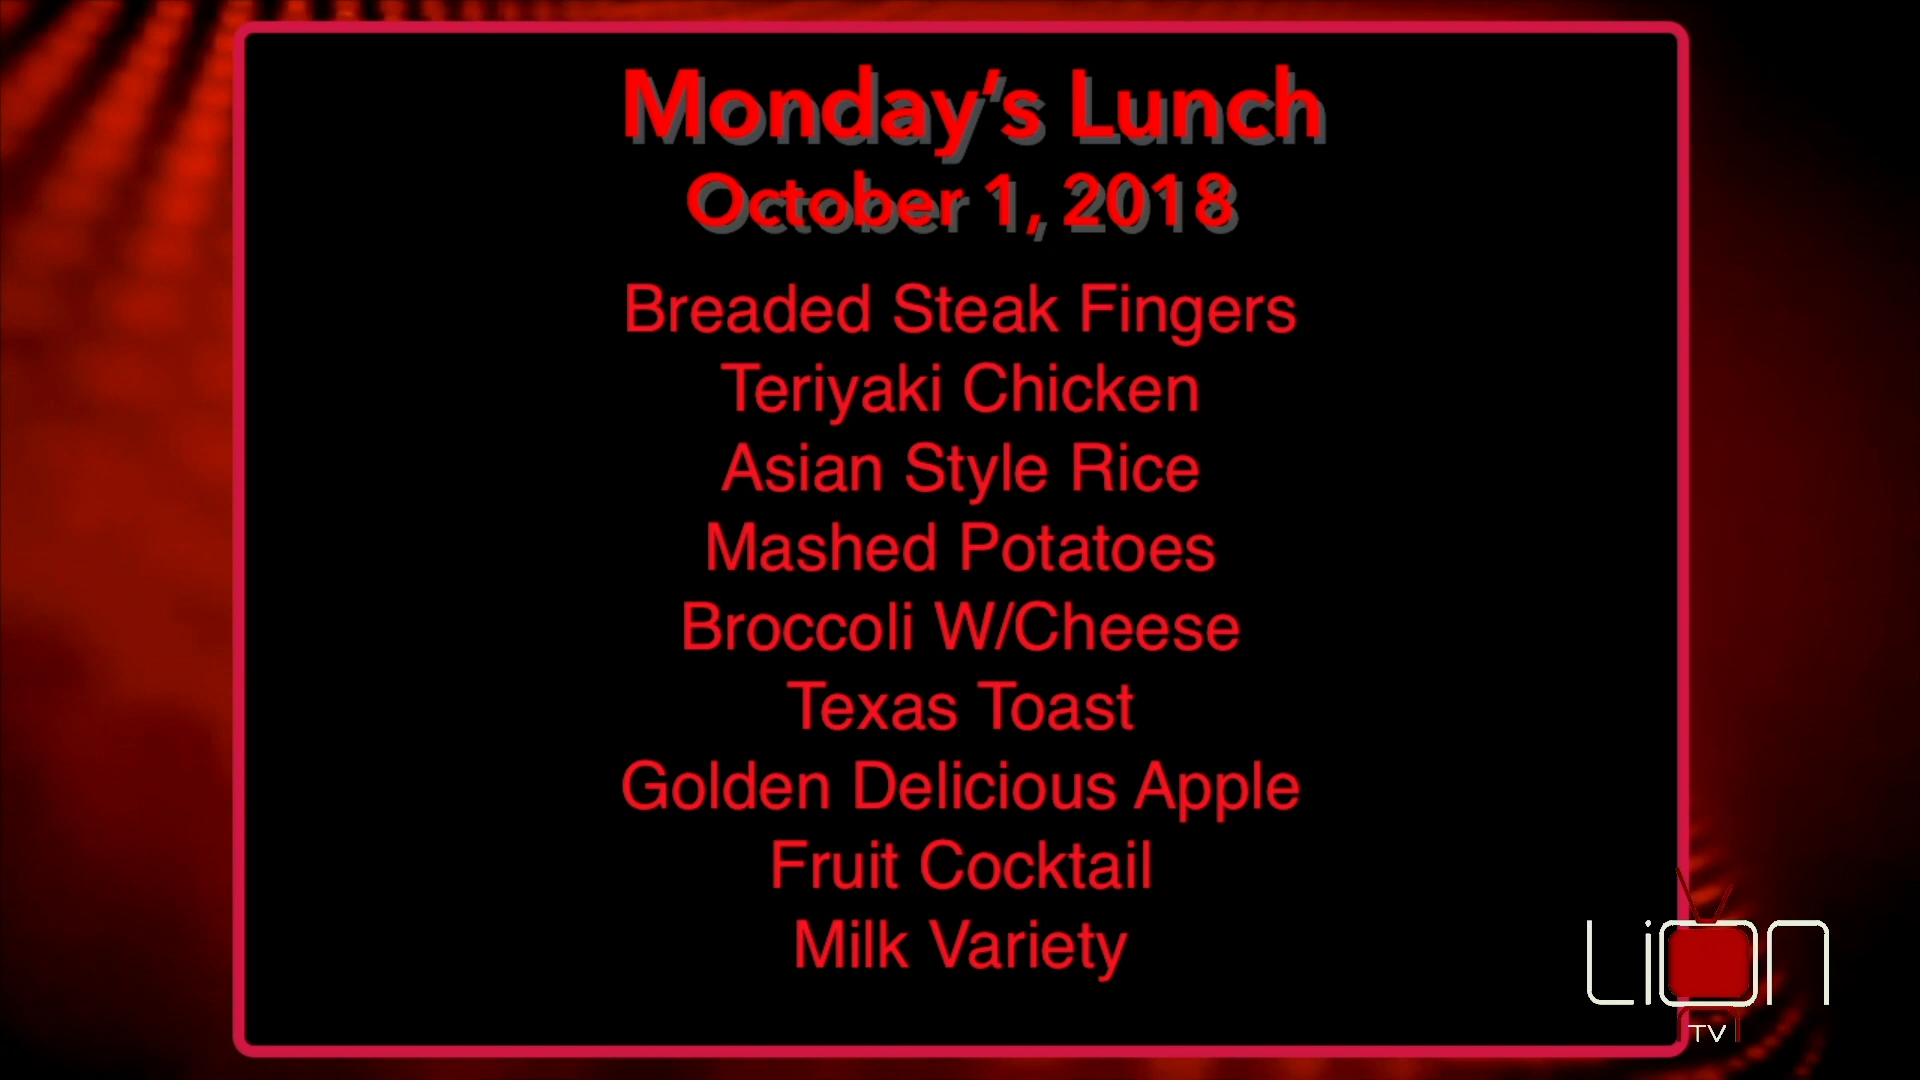 Monday's Lunch
October 1, 2018
Breaded Steak Fingers
Teriyaki Chicken
Asian Style Rice
Mashed Potatoes
Broccoli W/Cheese
Texas Toast
Golden Delicious Apple
Fruit Cocktail
Milk Variety
LiON
TV